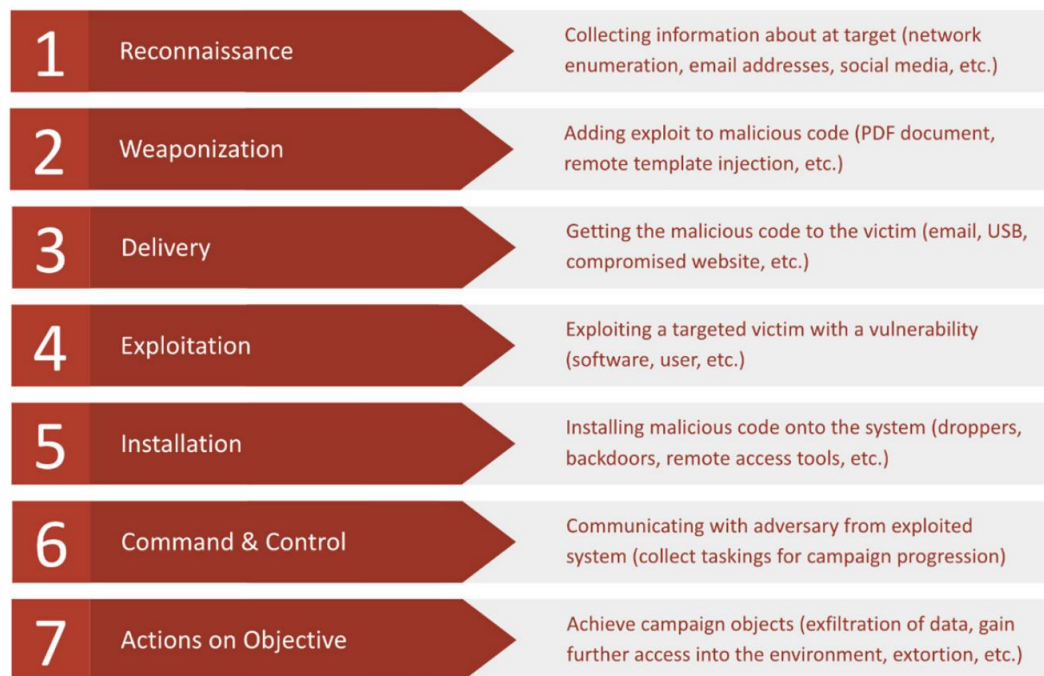 1
Reconnaissance
Collecting information about at target (network
enumeration, email addresses, social media, etc.)
2
Weaponization
Adding exploit to malicious code (PDF document,
remote template injection, etc.)
3
Delivery
Getting the malicious code to the victim (email, USB,
compromised website, etc.)
4
Exploitation
Exploiting a targeted victim with a vulnerability
(software, user, etc.)
5
Installation
Installing malicious code onto the system (droppers,
backdoors, remote access tools, etc.)
6
Command & Control
Communicating with adversary from exploited
system (collect taskings for campaign progression)
7
Actions on Objective
Achieve campaign objects (exfiltration of data, gain
further access into the environment, extortion, etc.)